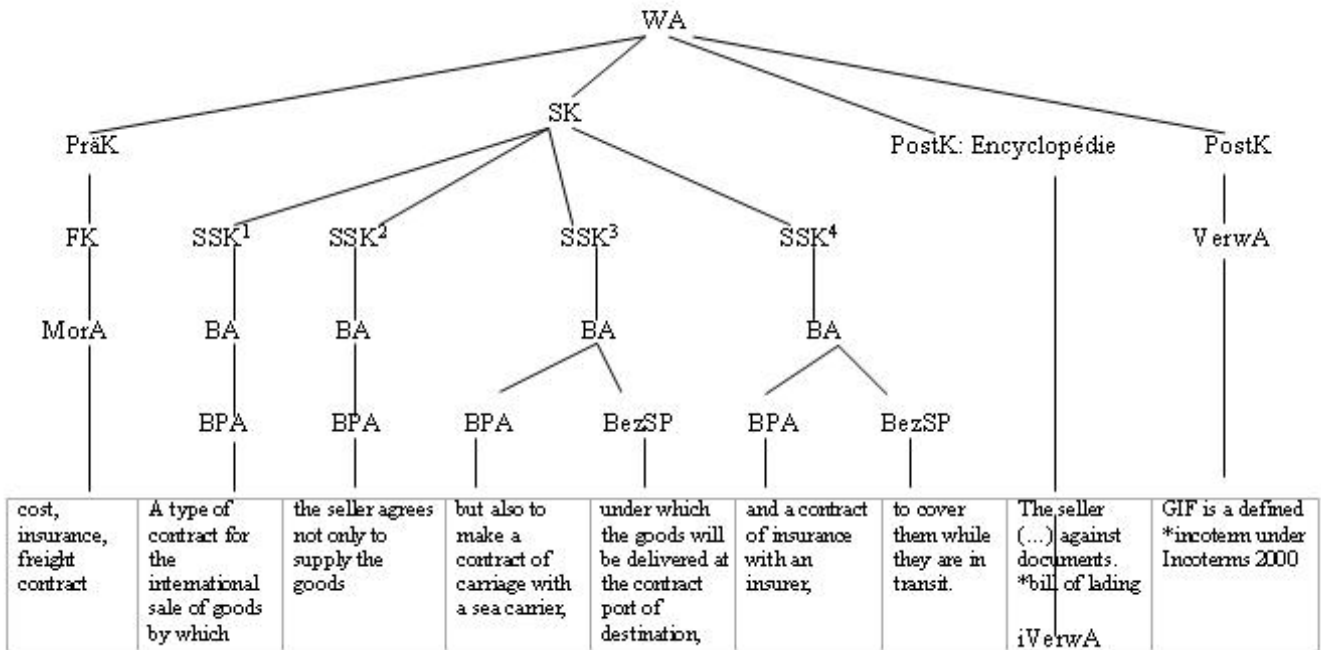 WA
SK
PräK
PostK: Encyclopédie
PostK
FK
SSK¹
SSK²
SSK³
SSK⁴
VerwA
MorA
BA
BA
BA
BA
BPA
BPA
BPA
BezSP
BPA
BezSP
cost,
insurance,
freight
contract
A type of
contract for
the
international
sale of goods
by which
the seller agrees
not only to
supply the
goods
but also to
make a
contract of
carriage with
a sea carrier,
under which
the goods will
be delivered at
the contract
port of
destination,
and a contract
of insurance
with an
insurer,
to cover
them while
they are in
transit.
The seller
(...) against
documents.
*bill of lading
iVerwA
GIF is a defined
*incoterm under
Incoterms 2000